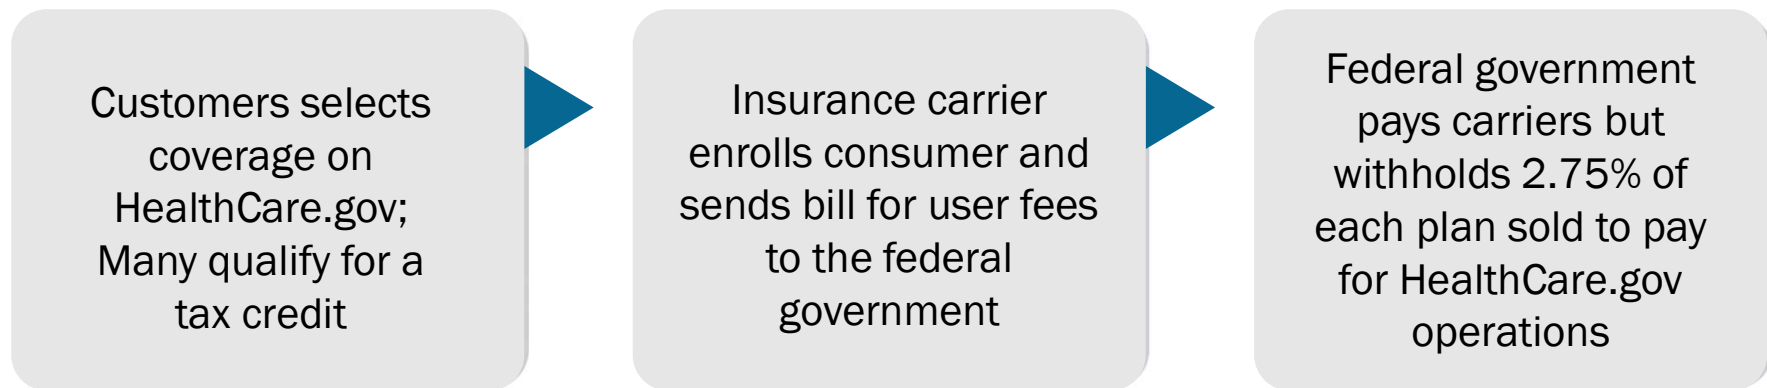 Customers selects
coverage on
HealthCare.gov;
Many qualify for a
tax credit
Insurance carrier
enrolls consumer and
sends bill for user fees
to the federal
government
Federal government
pays carriers but
withholds 2.75% of
each plan sold to pay
for HealthCare.gov
operations